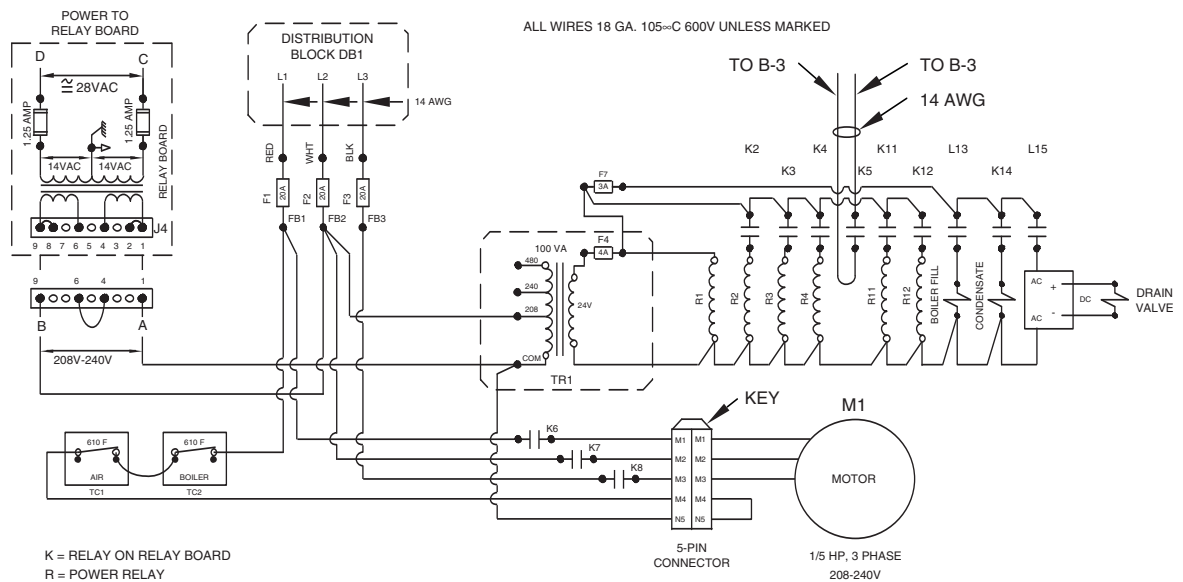 POWER TO
RELAY BOARD
D
C
≅ 28VAC
1.25 AMP
1.25 AMP
14VAC
14VAC
RELAY BOARD
J4
9 8 7 6 5 4 3 2 1
9 6 4 1
B
A
208V-240V
DISTRIBUTION
BLOCK DB1
L1 L2 L3
14 AWG
RED
WHT
BLK
F1
20A
F2
20A
F3
20A
FB1
FB2
FB3
ALL WIRES 18 GA. 105∞C 600V UNLESS MARKED
TO B-3
TO B-3
14 AWG
K2
K3
K4
K5
K11
K12
L13
K14
L15
F7
3A
F4
4A
100 VA
480
240
208
COM
24V
TR1
R1
R2
R3
R4
R11
R12
BOILER FILL
CONDENSATE
AC
+
DC
-
AC
DRAIN
VALVE
610 F
AIR
TC1
610 F
BOILER
TC2
K6
K7
K8
KEY
M1 M1
M2 M2
M3 M3
M4 M4
N5 N5
5-PIN
CONNECTOR
M1
MOTOR
1/5 HP, 3 PHASE
208-240V
K = RELAY ON RELAY BOARD
R = POWER RELAY